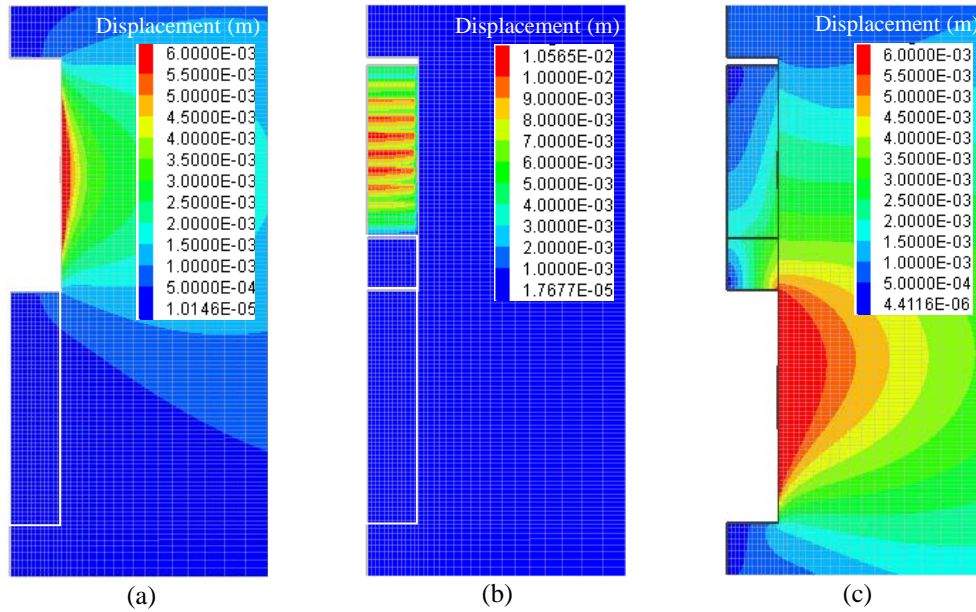 Displacement (m)
6.0000E-03
5.5000E-03
5.0000E-03
4.5000E-03
4.0000E-03
3.5000E-03
3.0000E-03
2.5000E-03
2.0000E-03
1.5000E-03
1.0000E-03
5.0000E-04
1.0146E-05
(a)
Displacement (m)
1.0565E-02
1.0000E-02
9.0000E-03
8.0000E-03
7.0000E-03
6.0000E-03
5.0000E-03
4.0000E-03
3.0000E-03
2.0000E-03
1.0000E-03
1.7677E-05
(b)
Displacement (m)
6.0000E-03
5.5000E-03
5.0000E-03
4.5000E-03
4.0000E-03
3.5000E-03
3.0000E-03
2.5000E-03
2.0000E-03
1.5000E-03
1.0000E-03
5.0000E-04
4.4116E-06
(c)